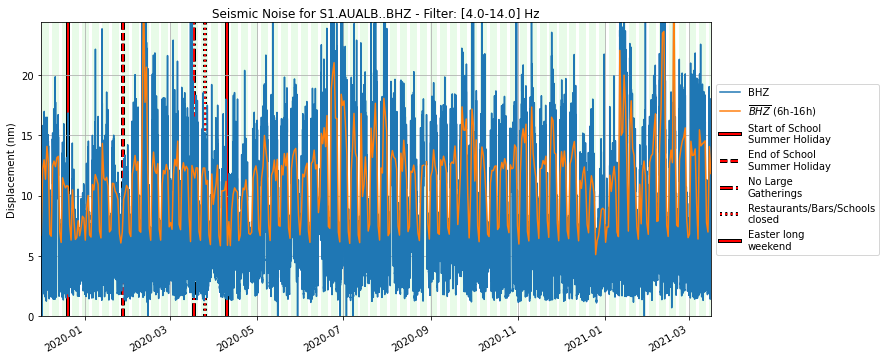 Seismic Noise for S1.AUALB..BHZ - Filter: [4.0-14.0] Hz
Displacement (nm)
20
15
10
5
0
2020-01
2020-03
2020-05
2020-07
2020-09
2020-11
2021-01
2021-03
BHZ
BHZ (6h-16h)
Start of School
Summer Holiday
End of School
Summer Holiday
No Large
Gatherings
Restaurants/Bars/Schools
closed
Easter long
weekend